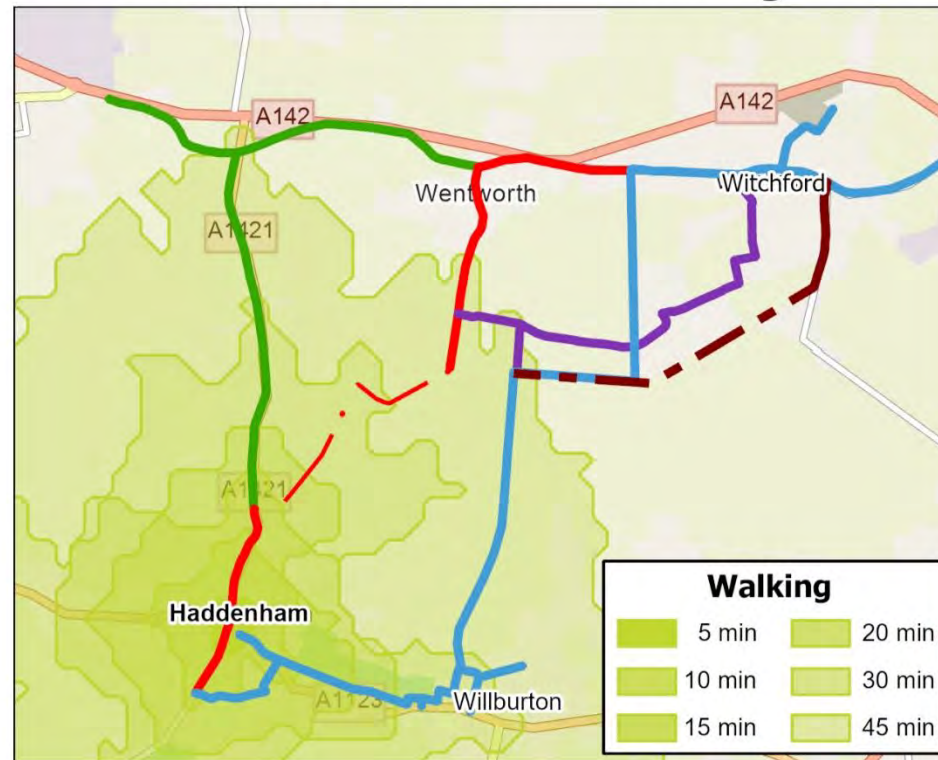 A142
A142
Wentworth
Witchford
A1421
A1421
Haddenham
A1123
Willburton
Walking
5 min
20 min
10 min
30 min
15 min
45 min